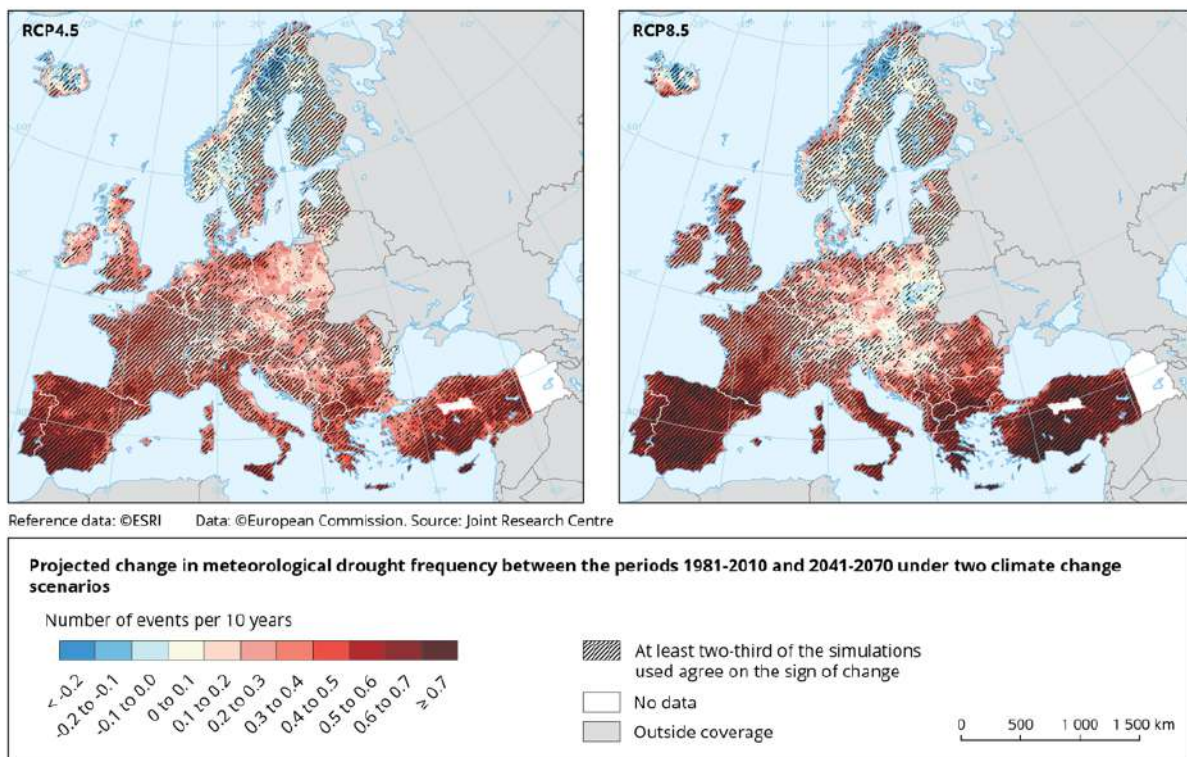 RCP4.5
RCP8.5
Reference data: ©ESRI Data: ©European Commission. Source: Joint Research Centre
Projected change in meteorological drought frequency between the periods 1981-2010 and 2041-2070 under two climate change
scenarios
Number of events per 10 years
< -0.2
-0.2 to -0.1
-0.1 to 0.0
0 to 0.1
0.1 to 0.2
0.2 to 0.3
0.3 to 0.4
0.4 to 0.5
0.5 to 0.6
0.6 to 0.7
≥ 0.7
At least two-third of the simulations
used agree on the sign of change
No data
Outside coverage
0 500 1 000 1 500 km